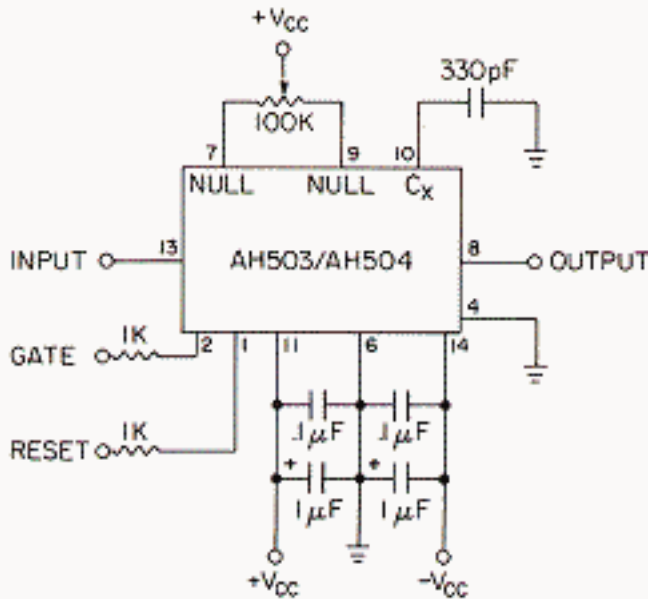 +VCC
330pF
100K
7
9
10
NULL
NULL
CX
INPUT
13
AH503/AH504
8
OUTPUT
4
1K
GATE
2
1
11
6
14
1K
RESET
.1μF
.1μF
+
+
1μF
1μF
+VCC
-VCC